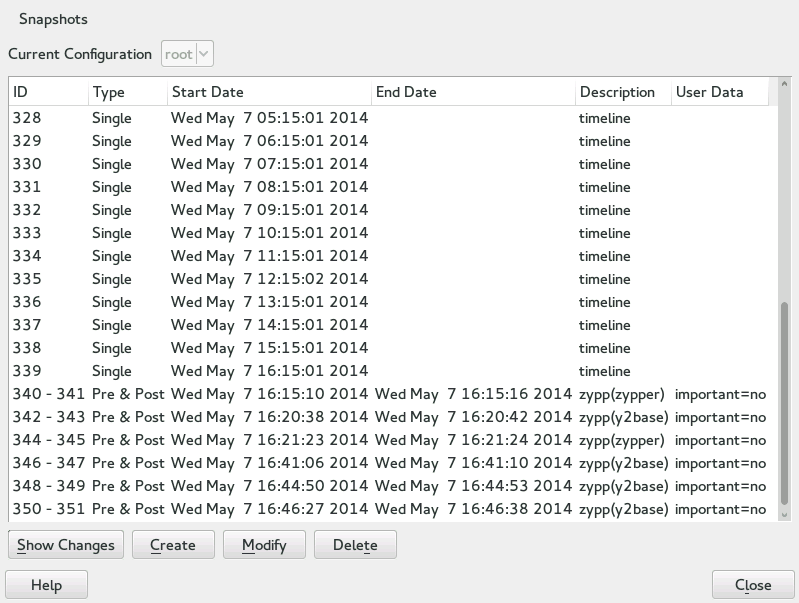 Snapshots
Current Configuration root
ID Type Start Date End Date Description User Data
328 Single Wed May 7 05:15:01 2014 timeline
329 Single Wed May 7 06:15:01 2014 timeline
330 Single Wed May 7 07:15:01 2014 timeline
331 Single Wed May 7 08:15:01 2014 timeline
332 Single Wed May 7 09:15:01 2014 timeline
333 Single Wed May 7 10:15:01 2014 timeline
334 Single Wed May 7 11:15:01 2014 timeline
335 Single Wed May 7 12:15:02 2014 timeline
336 Single Wed May 7 13:15:01 2014 timeline
337 Single Wed May 7 14:15:01 2014 timeline
338 Single Wed May 7 15:15:01 2014 timeline
339 Single Wed May 7 16:15:01 2014 timeline
340 - 341 Pre & Post Wed May 7 16:15:10 2014 Wed May 7 16:15:16 2014 zypp(zypper) important=no
342 - 343 Pre & Post Wed May 7 16:20:38 2014 Wed May 7 16:20:42 2014 zypp(y2base) important=no
344 - 345 Pre & Post Wed May 7 16:21:23 2014 Wed May 7 16:21:24 2014 zypp(zypper) important=no
346 - 347 Pre & Post Wed May 7 16:41:06 2014 Wed May 7 16:41:10 2014 zypp(y2base) important=no
348 - 349 Pre & Post Wed May 7 16:44:50 2014 Wed May 7 16:44:53 2014 zypp(y2base) important=no
350 - 351 Pre & Post Wed May 7 16:46:27 2014 Wed May 7 16:46:38 2014 zypp(y2base) important=no
Show Changes Create Modify Delete
Help Close